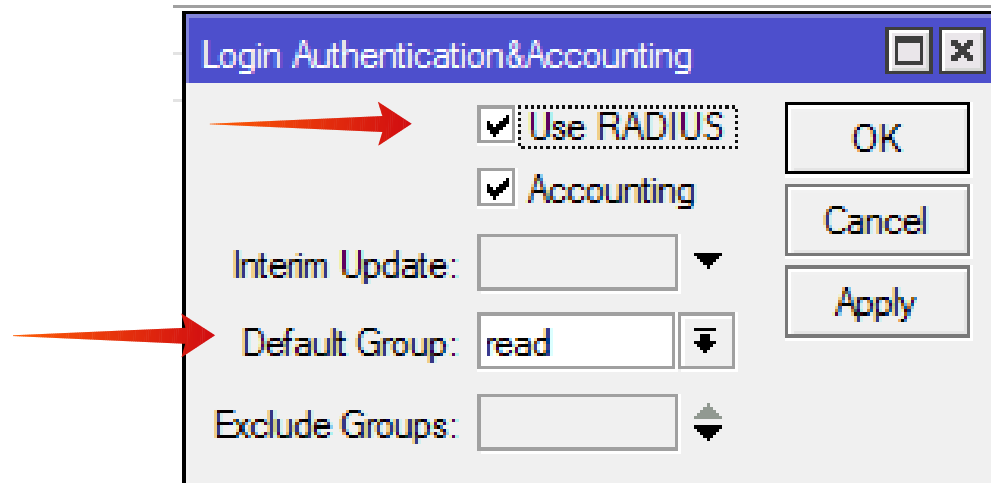 Login Authentication&Accounting
Use RADIUS
OK
Accounting
Cancel
Interim Update:
Apply
Default Group: read
Exclude Groups: